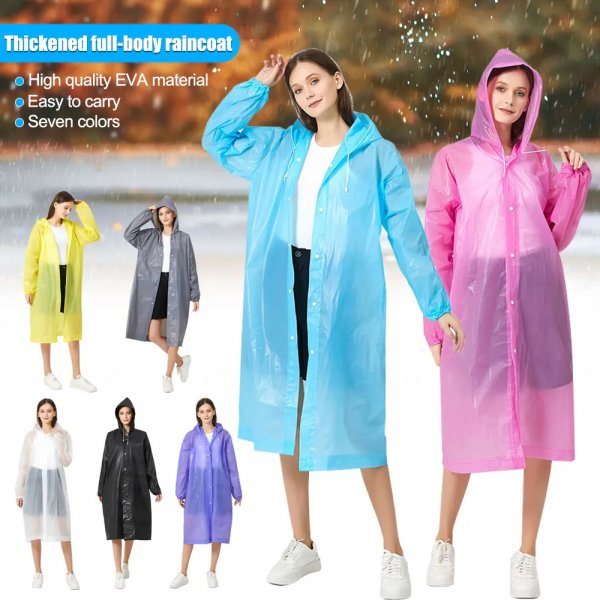 Thickened full-body raincoat
High quality EVA material
Easy to carry
Seven colors